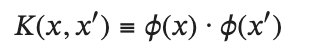 K(x, x′) ≡ ϕ(x) · ϕ(x′)